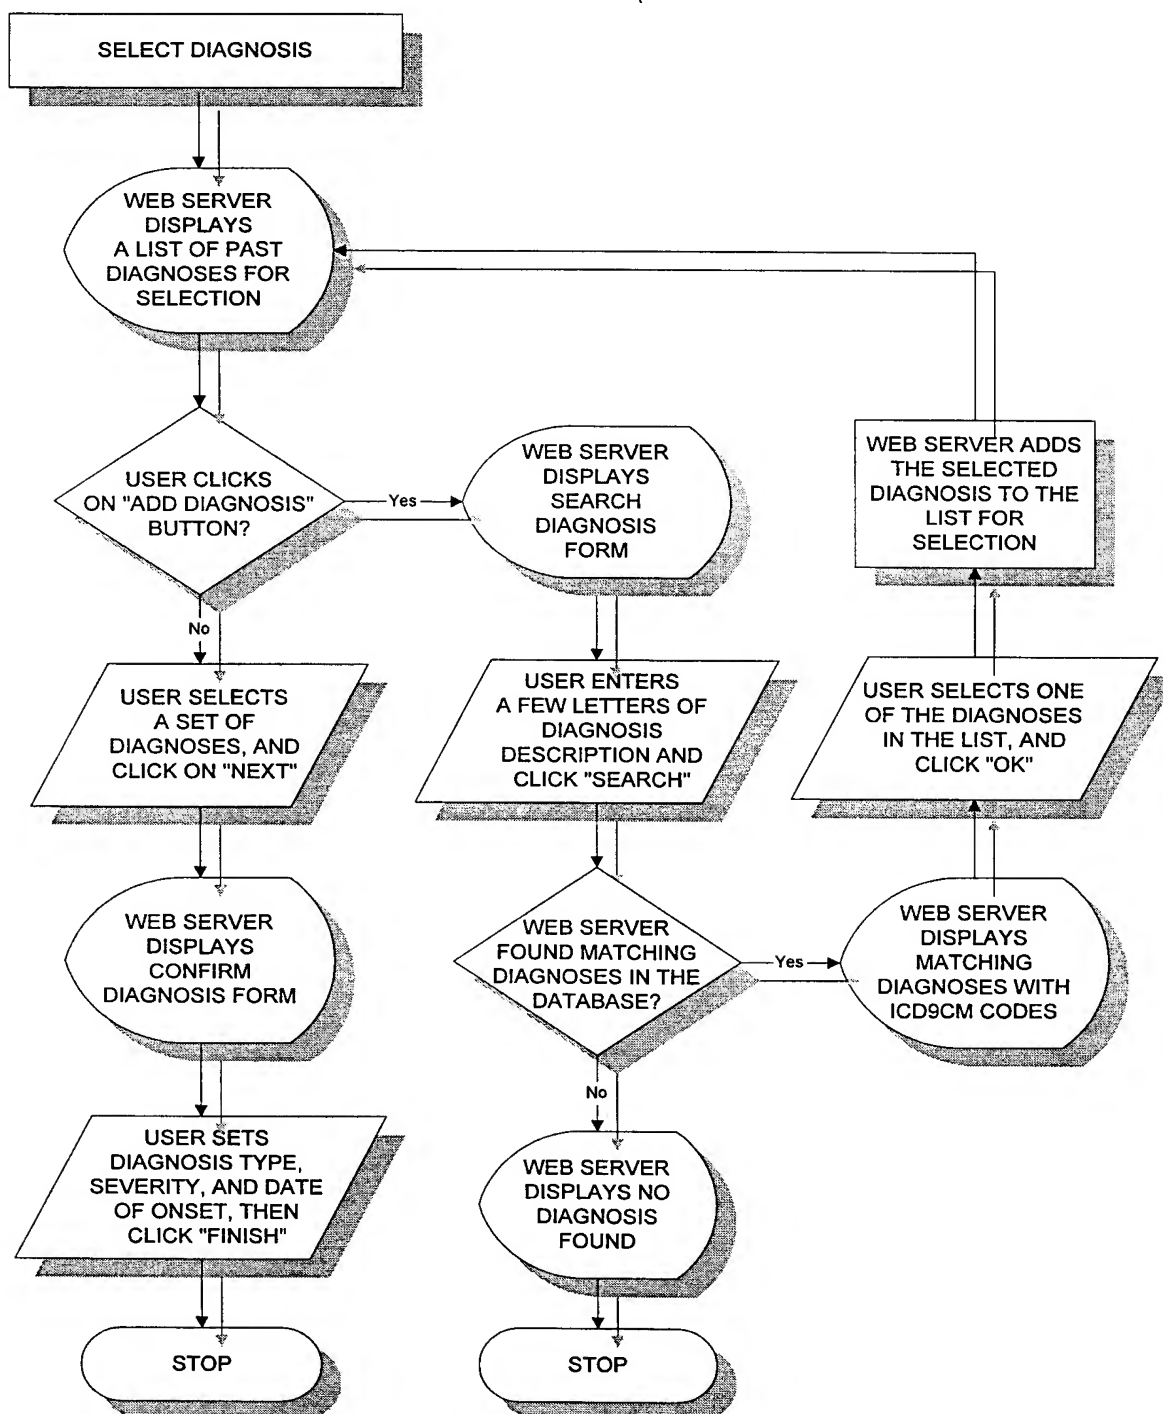 SELECT DIAGNOSIS
WEB SERVER
DISPLAYS
A LIST OF PAST
DIAGNOSES FOR
SELECTION
USER CLICKS
ON "ADD DIAGNOSIS"
BUTTON?
Yes
No
WEB SERVER
DISPLAYS
SEARCH
DIAGNOSIS
FORM
WEB SERVER ADDS
THE SELECTED
DIAGNOSIS TO THE
LIST FOR
SELECTION
USER SELECTS
A SET OF
DIAGNOSES, AND
CLICK ON "NEXT"
USER ENTERS
A FEW LETTERS OF
DIAGNOSIS
DESCRIPTION AND
CLICK "SEARCH"
USER SELECTS ONE
OF THE DIAGNOSES
IN THE LIST, AND
CLICK "OK"
WEB SERVER
DISPLAYS
CONFIRM
DIAGNOSIS FORM
WEB SERVER
FOUND MATCHING
DIAGNOSES IN THE
DATABASE?
Yes
No
WEB SERVER
DISPLAYS
MATCHING
DIAGNOSES WITH
ICD9CM CODES
USER SETS
DIAGNOSIS TYPE,
SEVERITY, AND DATE
OF ONSET, THEN
CLICK "FINISH"
WEB SERVER
DISPLAYS NO
DIAGNOSIS
FOUND
STOP
STOP